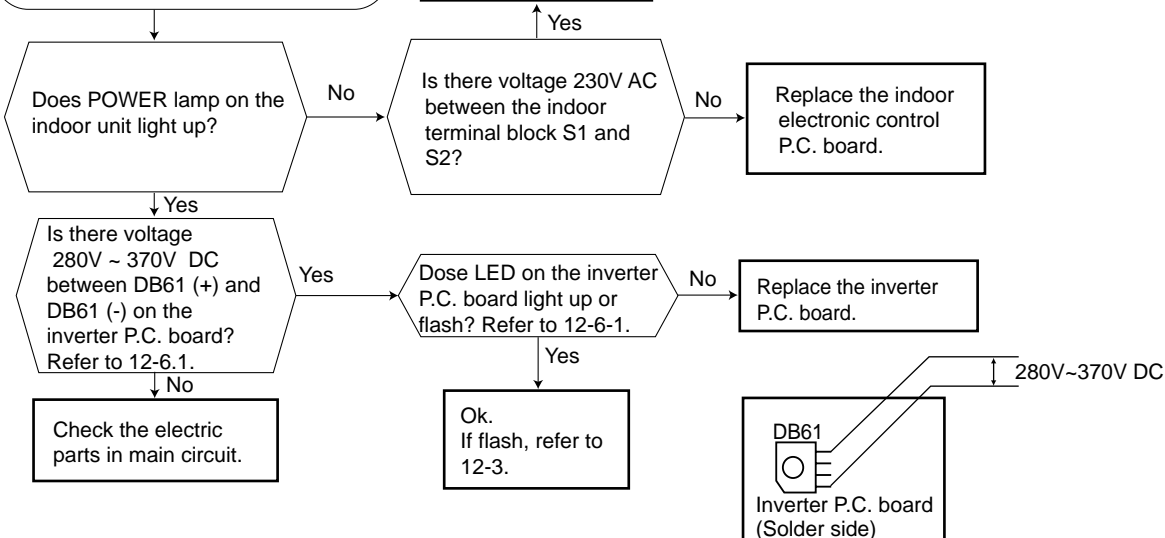 Yes
Does POWER lamp on the
indoor unit light up?
No
Is there voltage 230V AC
between the indoor
terminal block S1 and
S2?
No
Replace the indoor
electronic control
P.C. board.
Yes
Is there voltage
280V ~ 370V DC
between DB61 (+) and
DB61 (-) on the
inverter P.C. board?
Refer to 12-6.1.
Yes
Dose LED on the inverter
P.C. board light up or
flash? Refer to 12-6-1.
No
Replace the inverter
P.C. board.
Yes
No
Check the electric
parts in main circuit.
Ok.
If flash, refer to
12-3.
280V~370V DC
DB61
Inverter P.C. board
(Solder side)